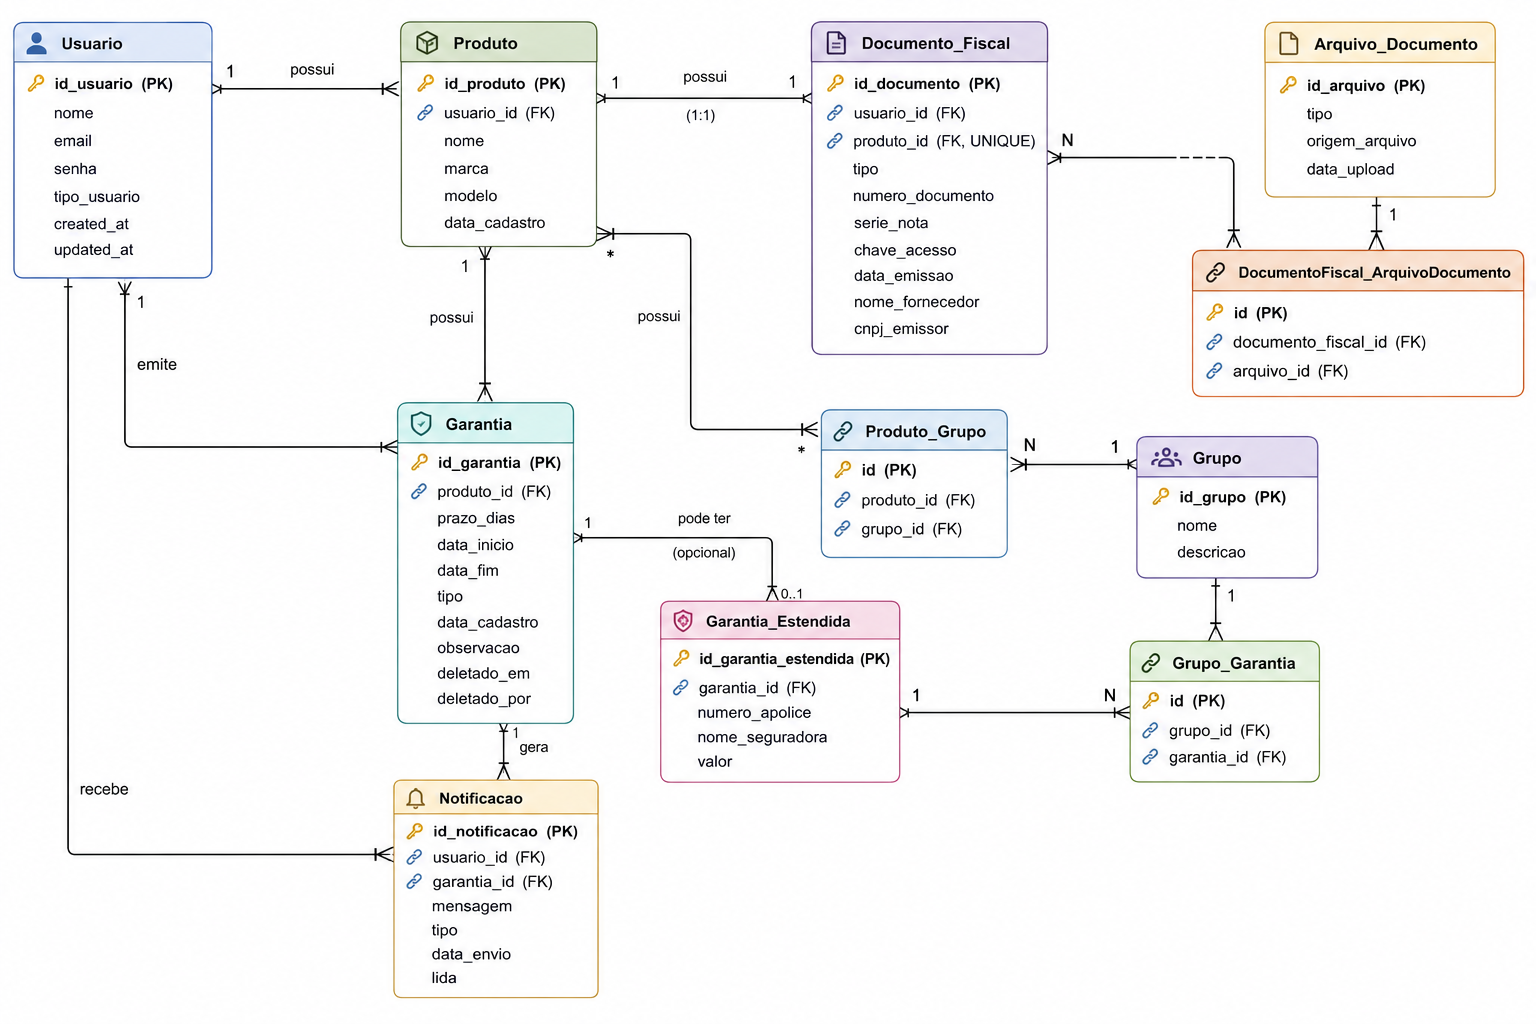 Usuario
id_usuario (PK)
nome
email
senha
tipo_usuario
created_at
updated_at
1
possui
Produto
id_produto (PK)
usuario_id (FK)
nome
marca
modelo
data_cadastro
1
possui
1
(1:1)
Documento_Fiscal
id_documento (PK)
usuario_id (FK)
produto_id (FK, UNIQUE)
tipo
numero_documento
serie_nota
chave_acesso
data_emissao
nome_fornecedor
cnpj_emissor
N
Arquivo_Documento
id_arquivo (PK)
tipo
origem_arquivo
data_upload
1
DocumentoFiscal_ArquivoDocumento
id (PK)
documento_fiscal_id (FK)
arquivo_id (FK)
1
emite
1
possui
*
possui
*
Garantia
id_garantia (PK)
produto_id (FK)
prazo_dias
data_inicio
data_fim
tipo
data_cadastro
observacao
deletado_em
deletado_por
Produto_Grupo
id (PK)
produto_id (FK)
grupo_id (FK)
N
1
Grupo
id_grupo (PK)
nome
descricao
1
1
pode ter
(opcional)
0..1
Garantia_Estendida
id_garantia_estendida (PK)
garantia_id (FK)
numero_apolice
nome_seguradora
valor
1
N
Grupo_Garantia
id (PK)
grupo_id (FK)
garantia_id (FK)
1
gera
recebe
Notificacao
id_notificacao (PK)
usuario_id (FK)
garantia_id (FK)
mensagem
tipo
data_envio
lida